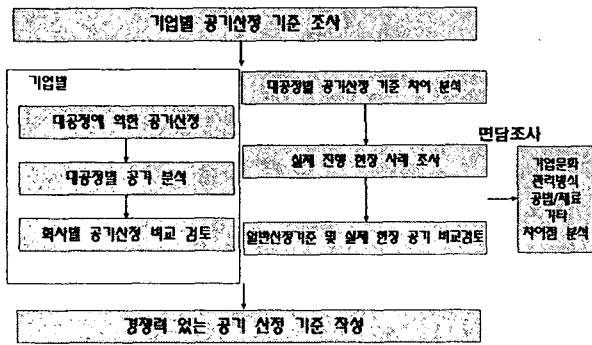 기업별 공기산정 기준 조사
기업별
대공정에 의한 공기산정
대공정별 공기 분석
회사별 공기산정 비교 검토
대공정별 공기산정 기준 차이 분석
실제 진행 현장 사례 조사
일반산정기준 및 실제 현장 공기 비교검토
면담조사
기업문화
관리방식
공법/재료
기타
차이점 분석
경쟁력 있는 공기 산정 기준 작성